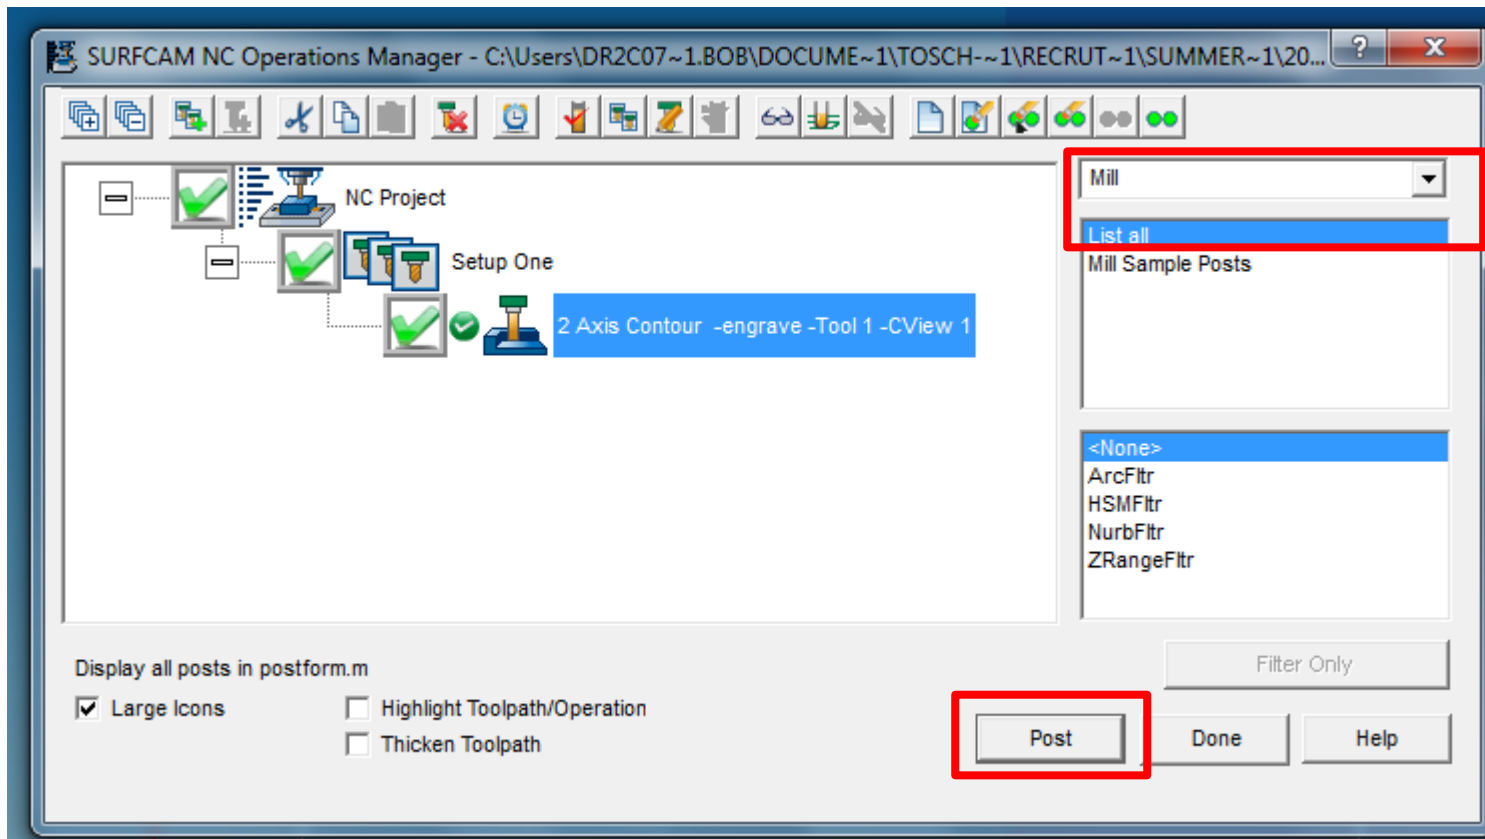 SURFCAM NC Operations Manager - C:\Users\DR2C07~1.BOB\DOCUME~1\TOSCH-~1\RECRUT~1\SUMMER~1\20...
?
x
NC Project
Setup One
2 Axis Contour -engrave -Tool 1 -CView 1
Mill
List all
Mill Sample Posts
<None>
ArcFltr
HSMFltr
NurbFltr
ZRangeFltr
Filter Only
Display all posts in postform.m
Large Icons
Highlight Toolpath/Operation
Thicken Toolpath
Post
Done
Help